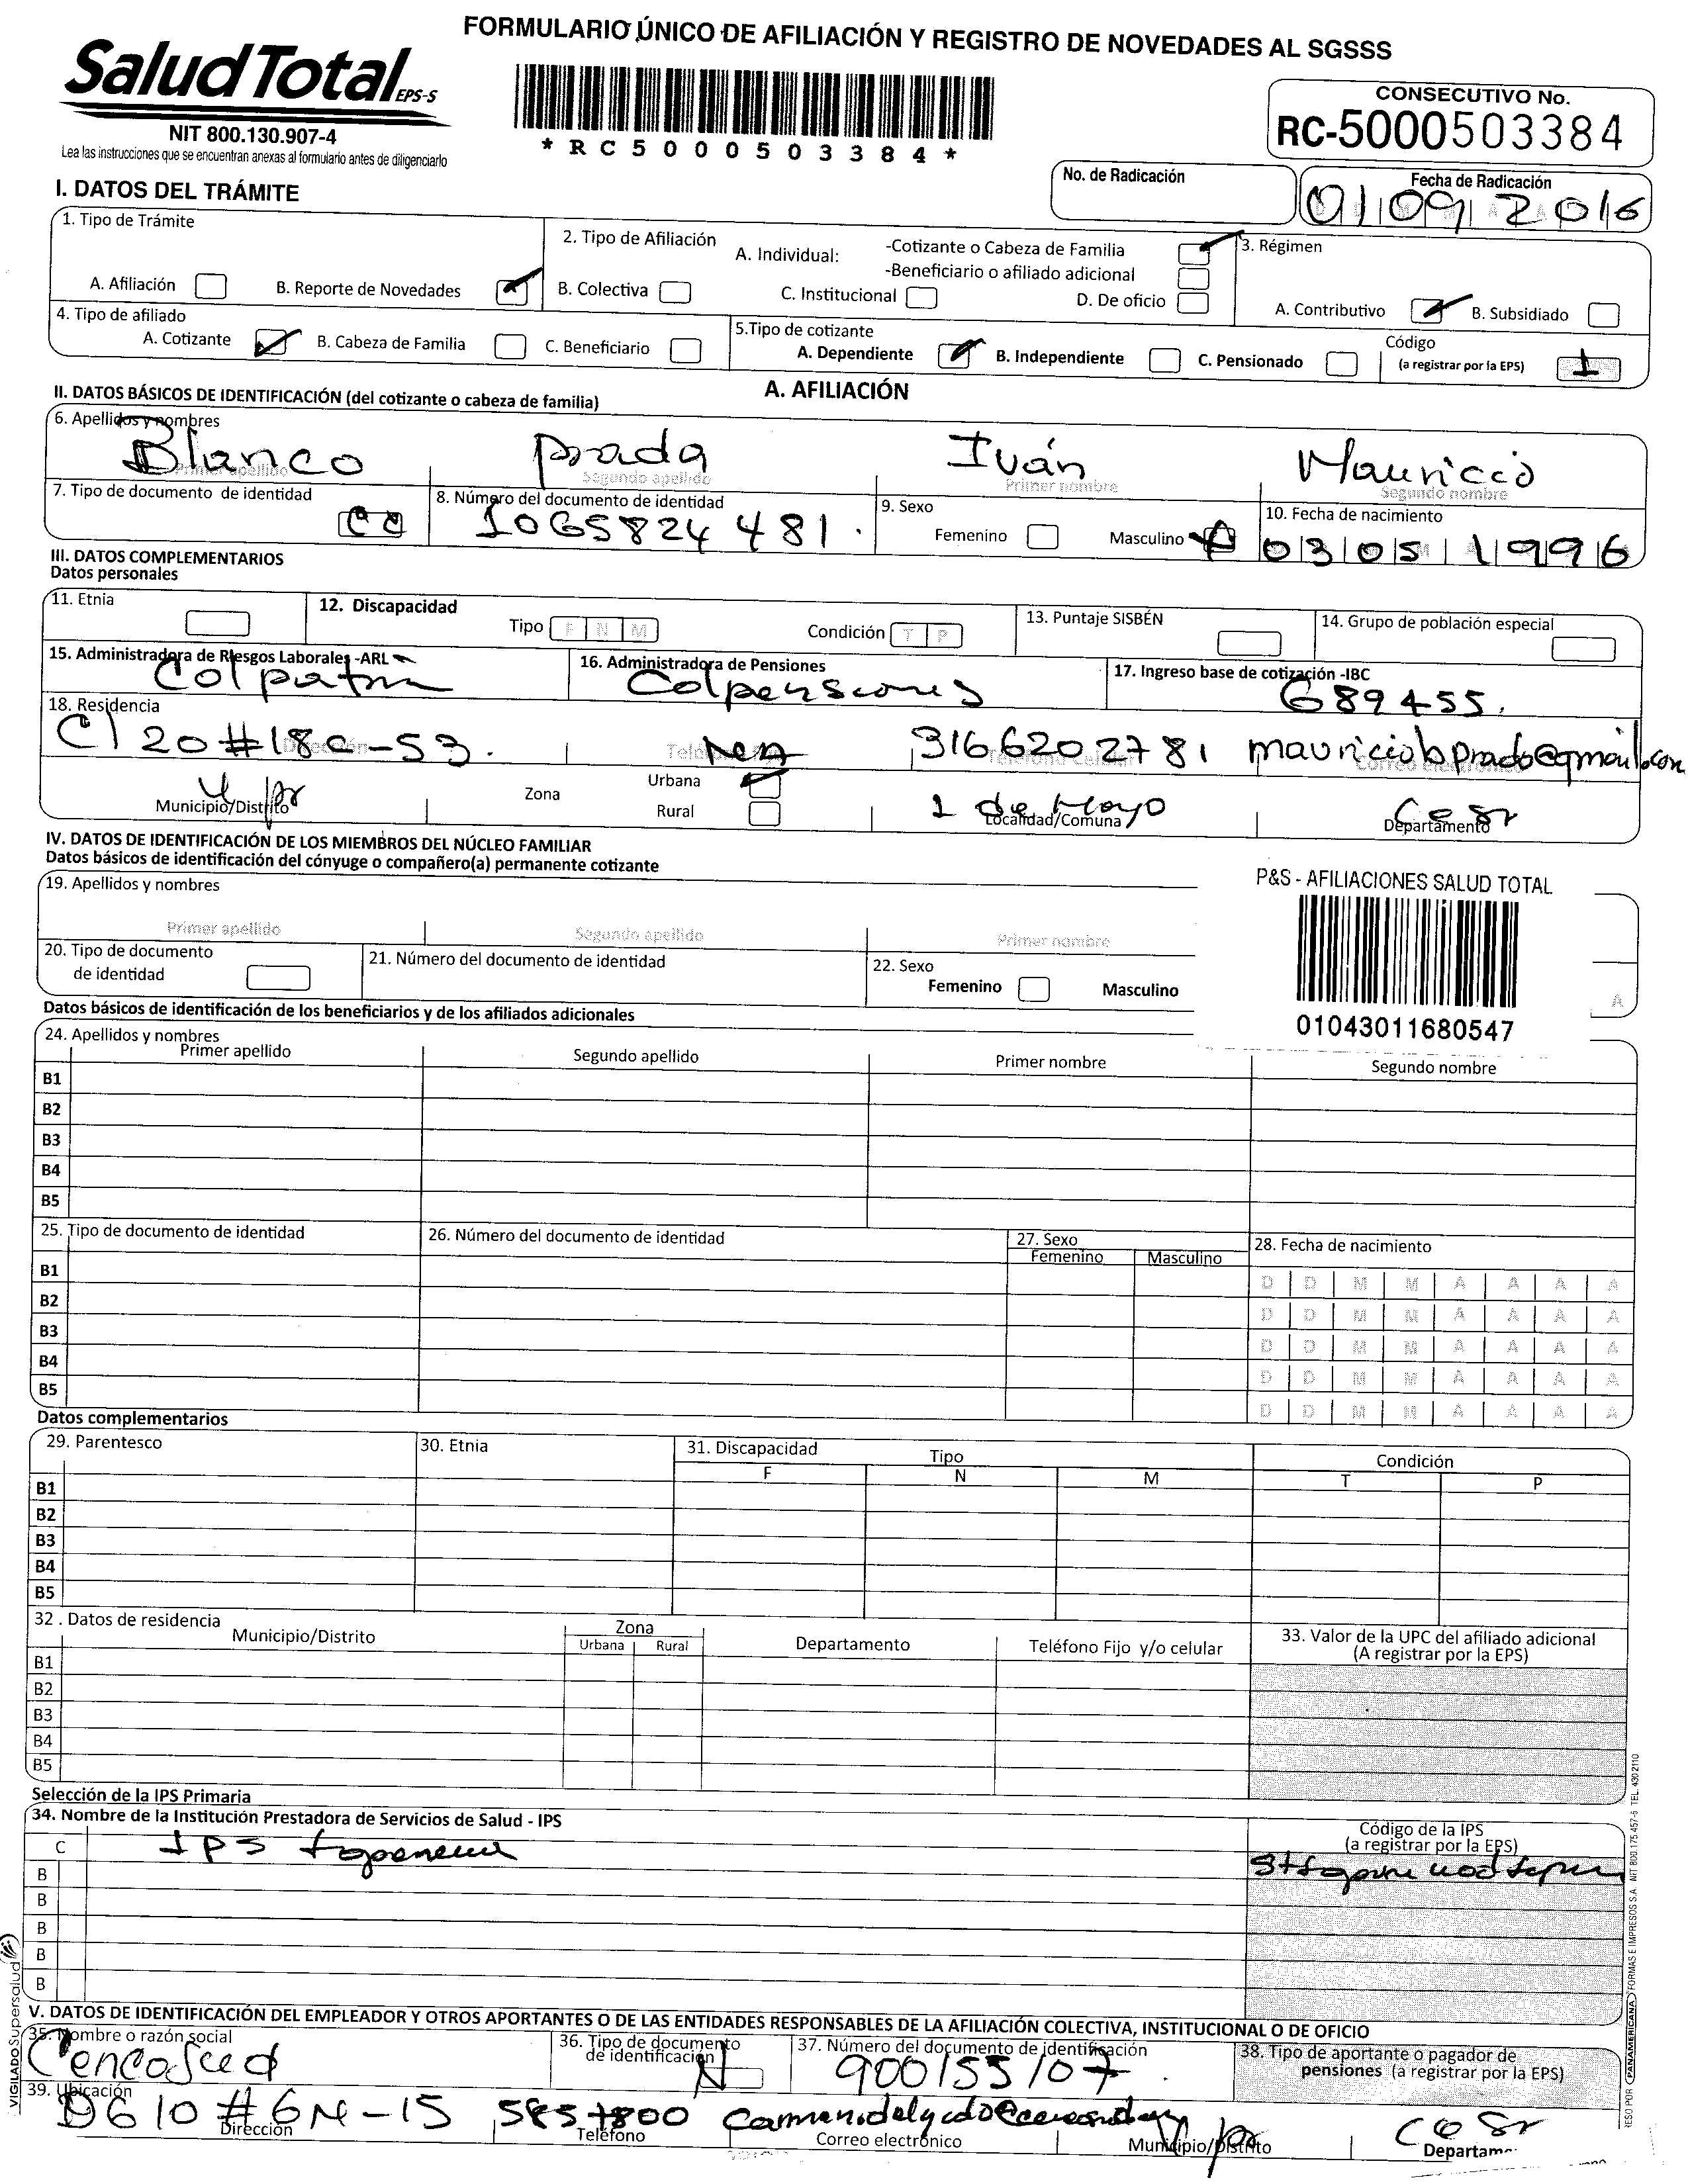 FORMULARIO ÚNICO DE AFILIACIÓN Y REGISTRO DE NOVEDADES AL SGSSS
SaludTotal EPS-S
NIT 800.130.907-4
Lea las instrucciones que se encuentran anexas al formulario antes de diligenciarlo
*RC5000503384*
CONSECUTIVO No.
RC-5000503384
No. de Radicación
Fecha de Radicación
01 09 2016
I. DATOS DEL TRÁMITE
1. Tipo de Trámite
A. Afiliación B. Reporte de Novedades
2. Tipo de Afiliación A. Individual: -Cotizante o Cabeza de Familia
-Beneficiario o afiliado adicional
B. Colectiva C. Institucional D. De oficio
3. Régimen
A. Contributivo B. Subsidiado
4. Tipo de afiliado
A. Cotizante B. Cabeza de Familia C. Beneficiario
5.Tipo de cotizante
A. Dependiente B. Independiente C. Pensionado
Código
(a registrar por la EPS) 1
A. AFILIACIÓN
II. DATOS BÁSICOS DE IDENTIFICACIÓN (del cotizante o cabeza de familia)
6. Apellidos y nombres
Blanco Prada Iván Mauricio
Primer apellido Segundo apellido Primer nombre Segundo nombre
7. Tipo de documento de identidad
CC
8. Número del documento de identidad
1065824481.
9. Sexo
Femenino Masculino
10. Fecha de nacimiento
03 05 1996
III. DATOS COMPLEMENTARIOS
Datos personales
11. Etnia
12. Discapacidad
Tipo F N M Condición T P
13. Puntaje SISBÉN
14. Grupo de población especial
15. Administradora de Riesgos Laborales -ARL
Colpatria
16. Administradora de Pensiones
Colpensiones
17. Ingreso base de cotización -IBC
689455.
18. Residencia
Cl 20 #18C-53. 3166202781 mauriciobprado@gmail.com
Dirección Teléfono Correo electrónico
Municipio/Distrito
Zona Urbana
Rural
1 de Mayo
Localidad/Comuna
Cesr
Departamento
IV. DATOS DE IDENTIFICACIÓN DE LOS MIEMBROS DEL NÚCLEO FAMILIAR
Datos básicos de identificación del cónyuge o compañero(a) permanente cotizante
19. Apellidos y nombres
Primer apellido Segundo apellido Primer nombre
P&S - AFILIACIONES SALUD TOTAL
01043011680547
20. Tipo de documento
de identidad
21. Número del documento de identidad
22. Sexo
Femenino Masculino
A
Datos básicos de identificación de los beneficiarios y de los afiliados adicionales
24. Apellidos y nombres
Primer apellido Segundo apellido Primer nombre Segundo nombre
B1
B2
B3
B4
B5
25. Tipo de documento de identidad
26. Número del documento de identidad
27. Sexo
Femenino Masculino
28. Fecha de nacimiento
B1 D D M M A A A A
B2 D D M M A A A A
B3 D D M M A A A A
B4 D D M M A A A A
B5 D D M M A A A A
Datos complementarios
29. Parentesco
30. Etnia
31. Discapacidad Tipo Condición
F N M T P
B1
B2
B3
B4
B5
32 . Datos de residencia
Municipio/Distrito
Zona
Urbana Rural
Departamento
Teléfono Fijo y/o celular
33. Valor de la UPC del afiliado adicional
(A registrar por la EPS)
B1
B2
B3
B4
B5
Selección de la IPS Primaria
34. Nombre de la Institución Prestadora de Servicios de Salud - IPS
Código de la IPS
(a registrar por la EPS)
C IPS
B
B
B
B
B
V. DATOS DE IDENTIFICACIÓN DEL EMPLEADOR Y OTROS APORTANTES O DE LAS ENTIDADES RESPONSABLES DE LA AFILIACIÓN COLECTIVA, INSTITUCIONAL O DE OFICIO
35. Nombre o razón social
Cencosud
36. Tipo de documento
de identificación
N
37. Número del documento de identificación
900155107.
38. Tipo de aportante o pagador de
pensiones (a registrar por la EPS)
39. Ubicación
DG 10 #6N-15 5857800 Cesr
Dirección Teléfono Correo electrónico Municipio/Distrito
VIGILADO Supersalud
PANAMERICANA FORMAS E IMPRESOS S.A. NIT 800.175.457-5 TEL. 4302110